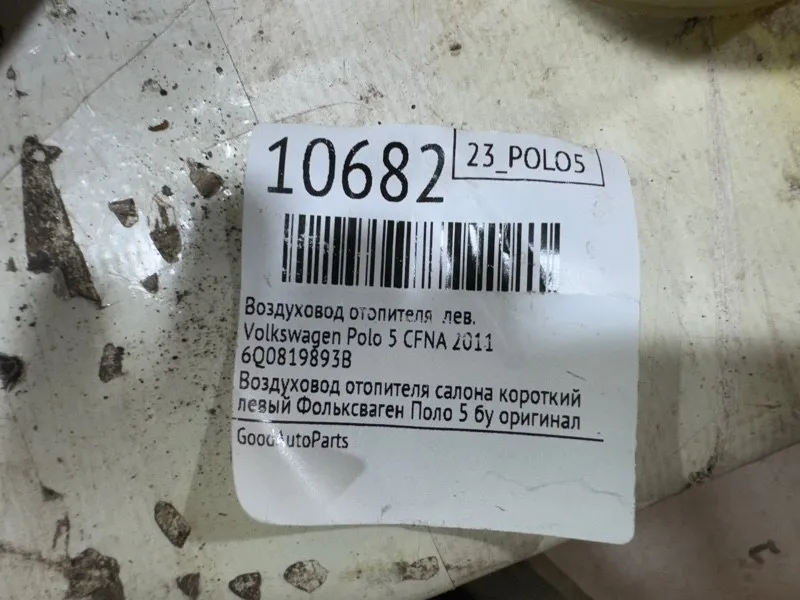 10682
23_POLO5
Воздуховод отопителя лев.
Volkswagen Polo 5 CFNA 2011
6Q0819893B
Воздуховод отопителя салона короткий
левый Фольксваген Поло 5 бу оригинал
GoodAutoParts